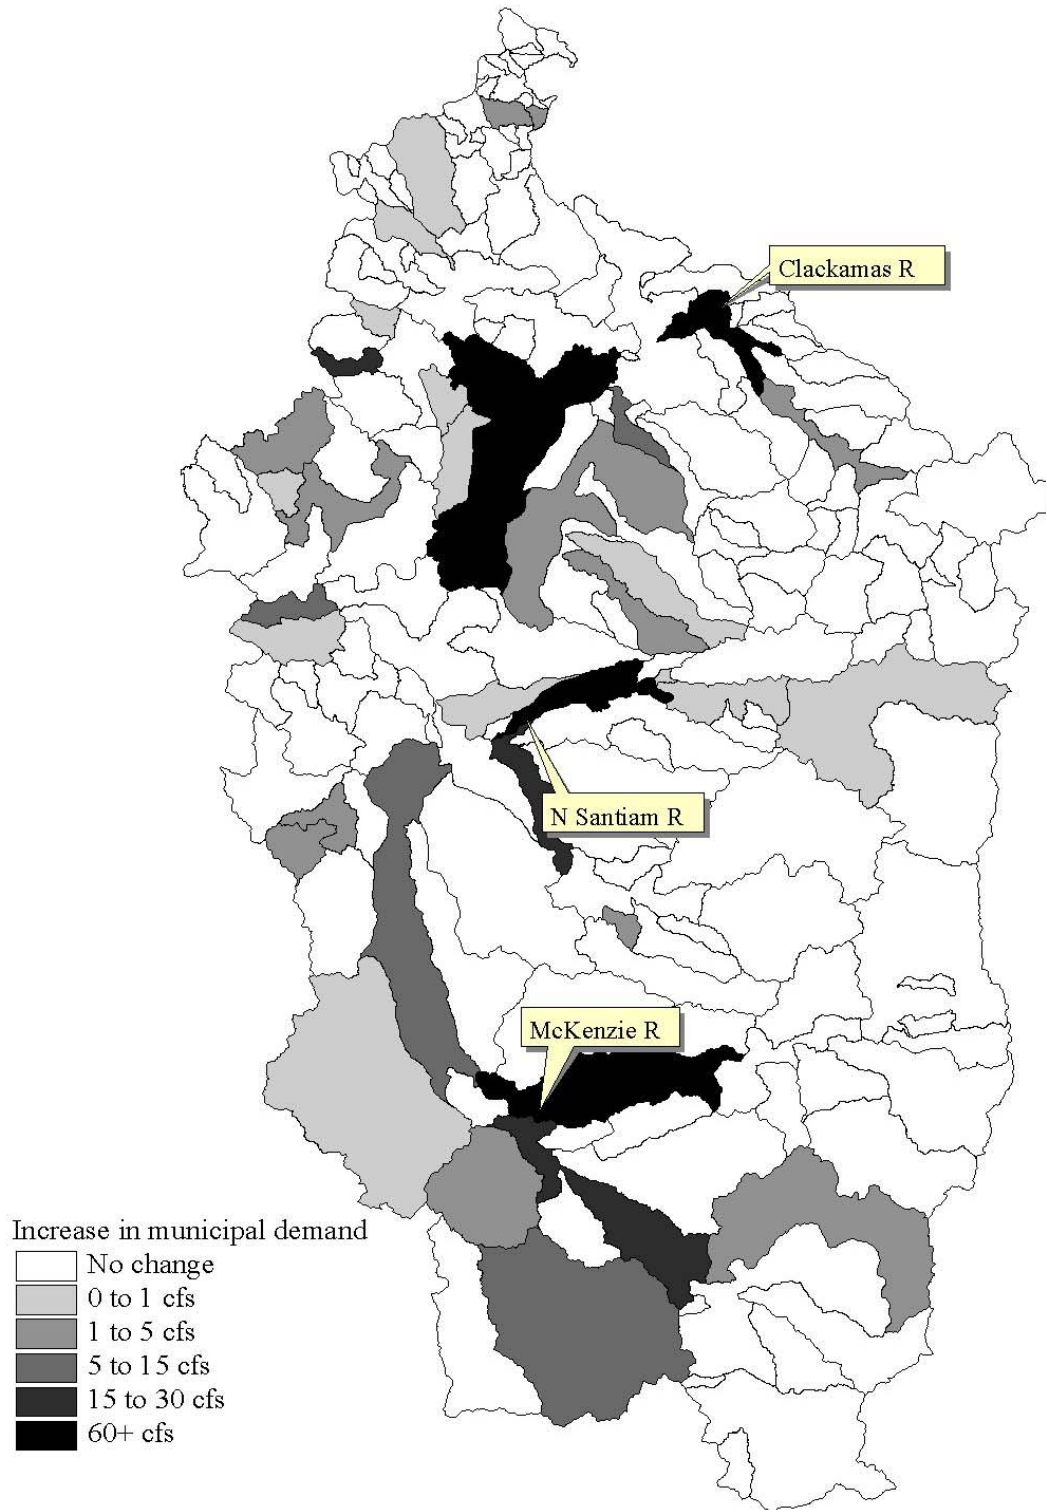 Clackamas R
N Santiam R
McKenzie R
Increase in municipal demand
No change
0 to 1 cfs
1 to 5 cfs
5 to 15 cfs
15 to 30 cfs
60+ cfs